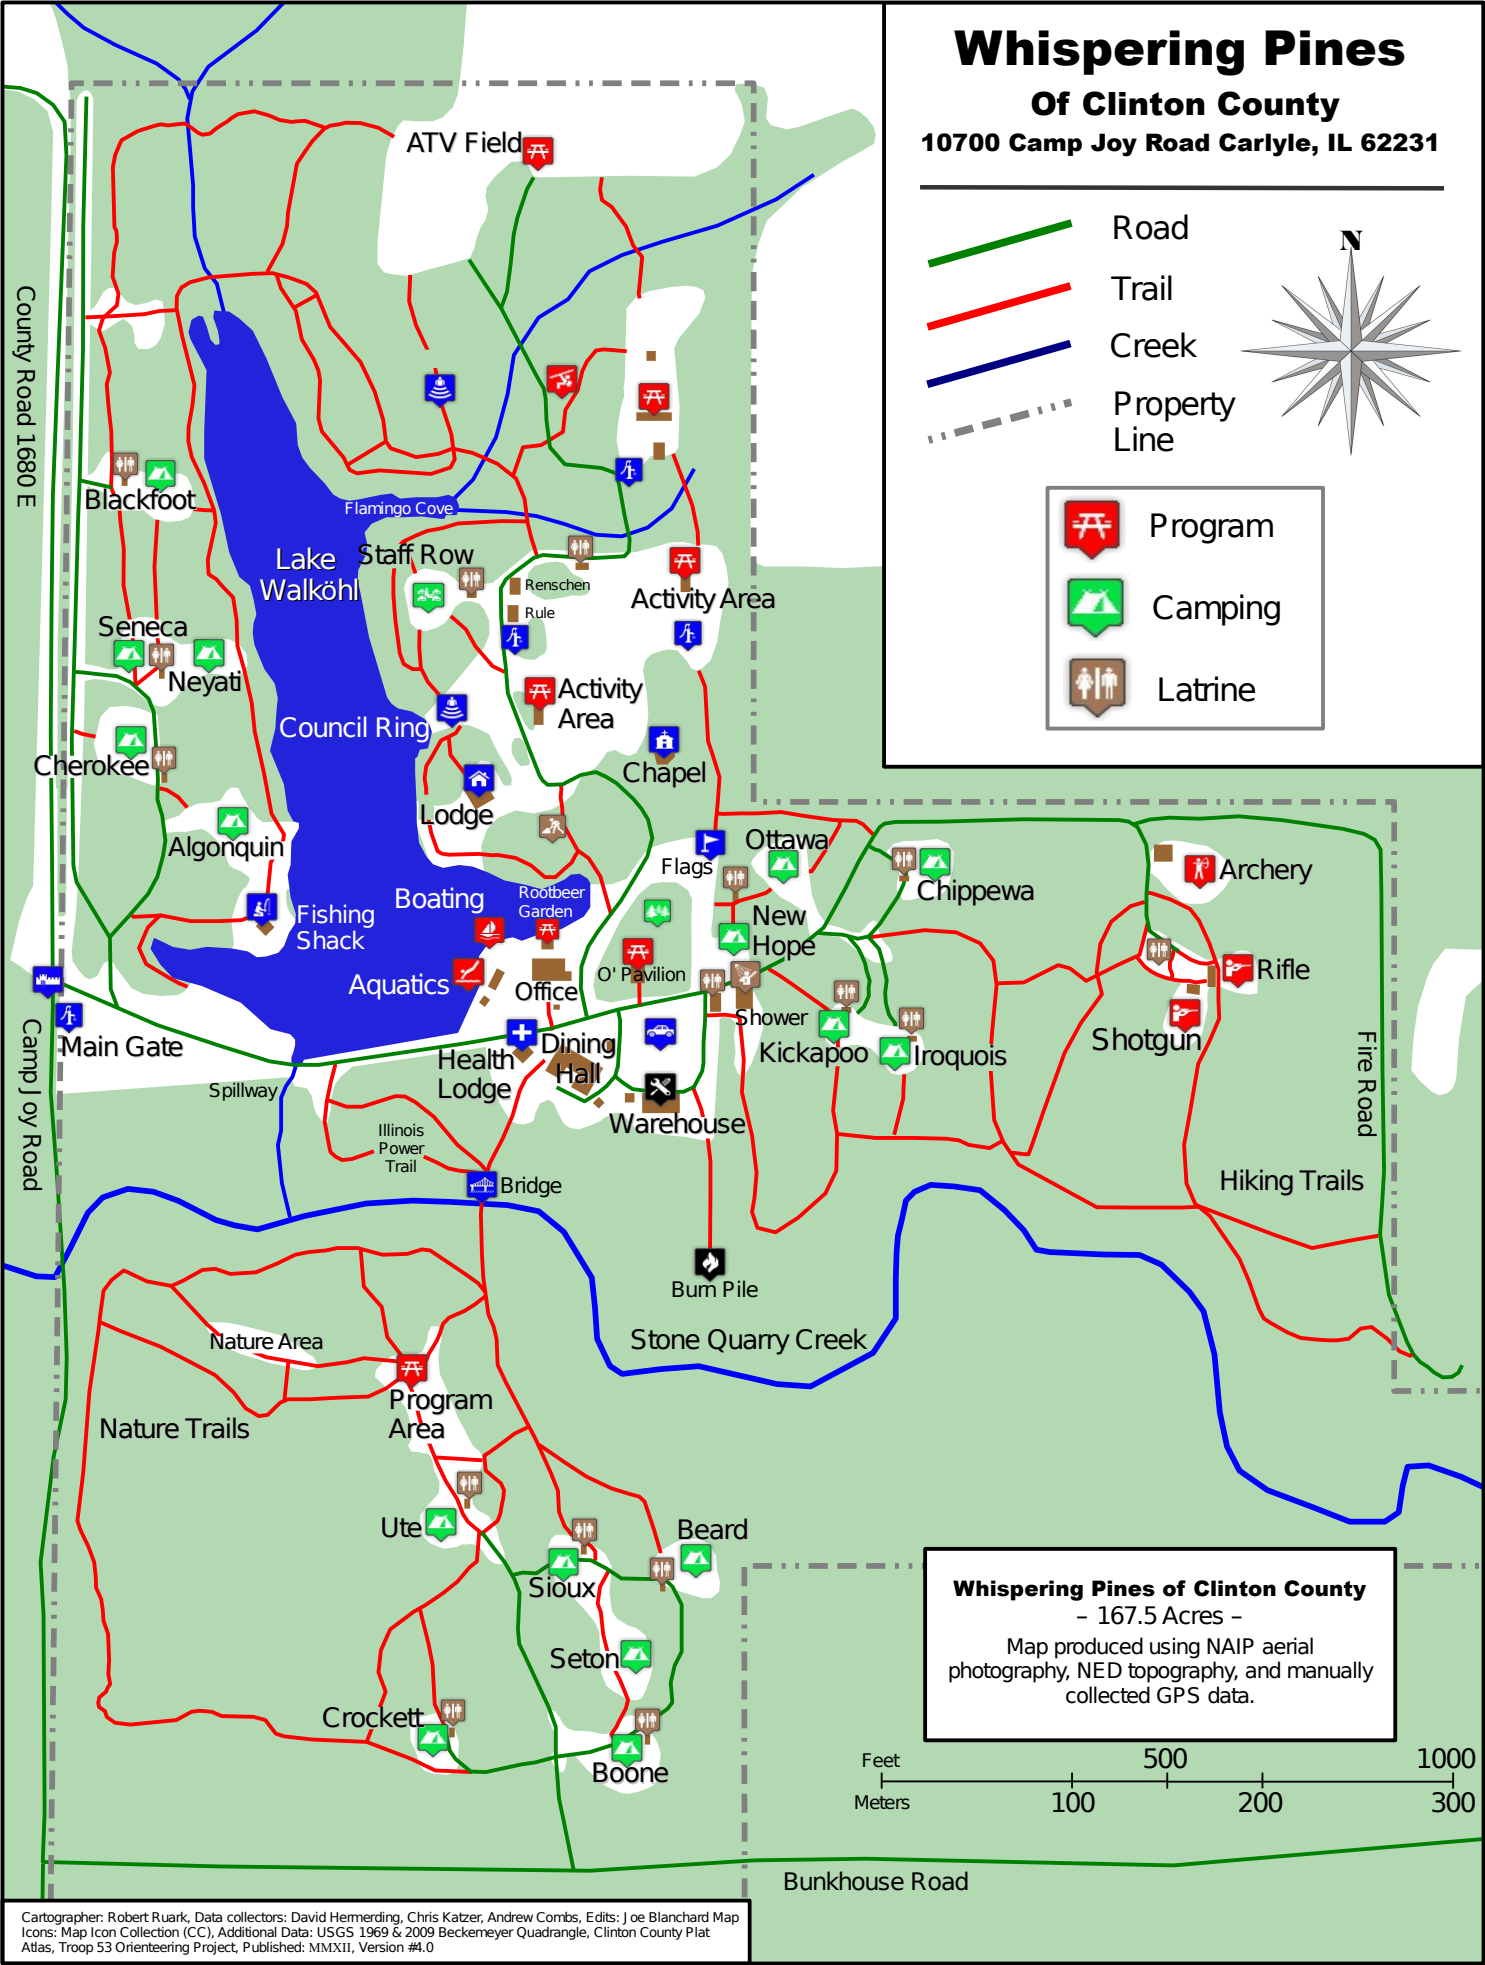 Whispering Pines
Of Clinton County
10700 Camp Joy Road Carlyle, IL 62231
Road
Trail
Creek
Property
Line
N
Program
Camping
Latrine
ATV Field
County Road 1680 E
Blackfoot
Flamingo Cove
Lake
Walköhl
Staff Row
Renschen
Rule
Activity Area
Seneca
Neyati
Activity
Area
Council Ring
Cherokee
Chapel
Lodge
Algonquin
Flags
Ottawa
Chippewa
Archery
Boating
Rootbeer
Garden
Fishing
Shack
New
Hope
Aquatics
Office
O' Pavilion
Rifle
Shower
Shotgun
Main Gate
Health
Lodge
Dining
Hall
Kickapoo
Iroquois
Fire Road
Camp Joy Road
Spillway
Warehouse
Illinois
Power
Trail
Bridge
Hiking Trails
Burn Pile
Stone Quarry Creek
Nature Area
Program
Area
Nature Trails
Ute
Beard
Sioux
Seton
Crockett
Boone
Whispering Pines of Clinton County
– 167.5 Acres –
Map produced using NAIP aerial
photography, NED topography, and manually
collected GPS data.
Feet 500 1000
Meters 100 200 300
Bunkhouse Road
Cartographer: Robert Ruark, Data collectors: David Hermerding, Chris Katzer, Andrew Combs, Edits: Joe Blanchard Map
Icons: Map Icon Collection (CC), Additional Data: USGS 1969 & 2009 Beckemeyer Quadrangle, Clinton County Plat
Atlas, Troop 53 Orienteering Project, Published: MMXII, Version #4.0